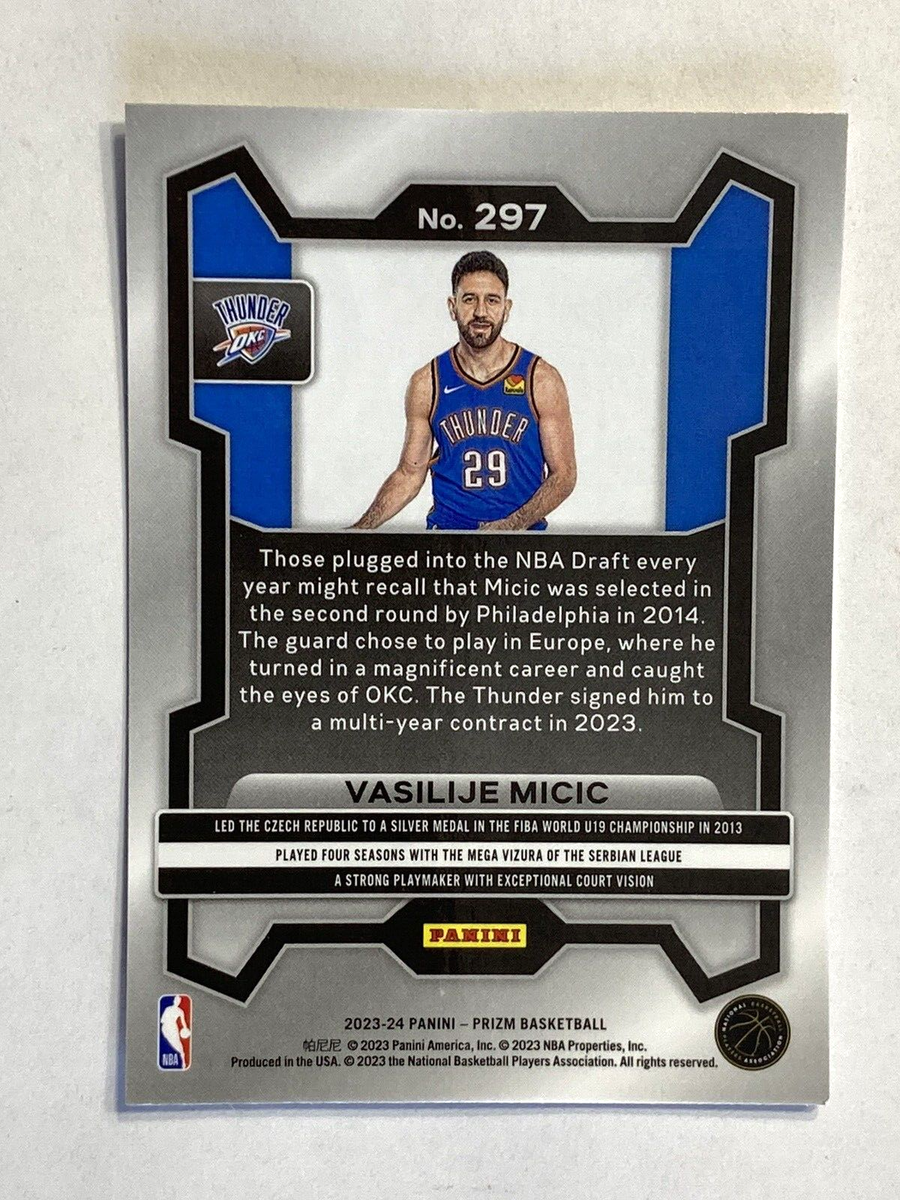 No. 297
THUNDER
OKC
THUNDER
29
Those plugged into the NBA Draft every
year might recall that Micic was selected in
the second round by Philadelphia in 2014.
The guard chose to play in Europe, where he
turned in a magnificent career and caught
the eyes of OKC. The Thunder signed him to
a multi-year contract in 2023.
VASILIJE MICIC
LED THE CZECH REPUBLIC TO A SILVER MEDAL IN THE FIBA WORLD U19 CHAMPIONSHIP IN 2013
PLAYED FOUR SEASONS WITH THE MEGA VIZURA OF THE SERBIAN LEAGUE
A STRONG PLAYMAKER WITH EXCEPTIONAL COURT VISION
PANINI
2023-24 PANINI – PRIZM BASKETBALL
帕尼尼 © 2023 Panini America, Inc. © 2023 NBA Properties, Inc.
Produced in the USA. © 2023 the National Basketball Players Association. All rights reserved.
NBA
NATIONAL BASKETBALL PLAYERS ASSOCIATION